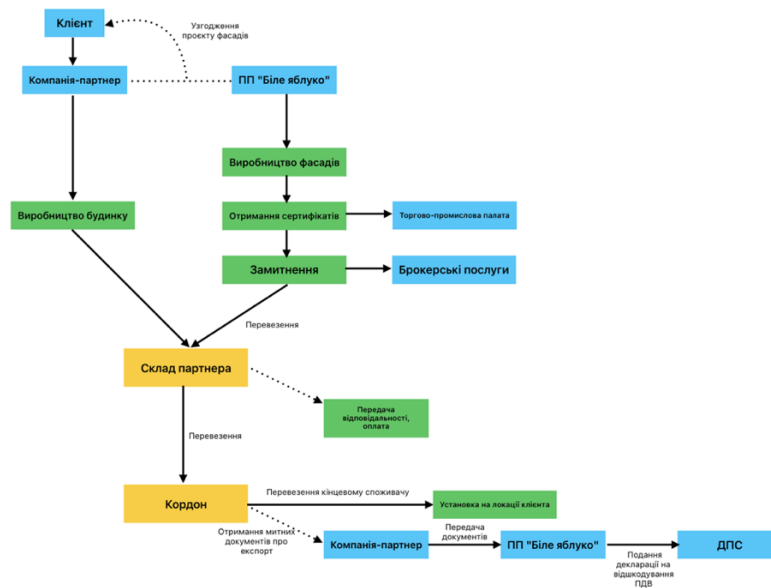 Клієнт
Узгодження
проєкту фасадів
Компанія-партнер
ПП "Біле яблуко"
Виробництво фасадів
Виробництво будинку
Отримання сертифікатів
Торгово-промислова палата
Замитнення
Брокерські послуги
Перевезення
Склад партнера
Передача
відповідальності,
оплата
Перевезення
Кордон
Перевезення кінцевому споживачу
Установка на локації клієнта
Отримання митних
документів про
експорт
Компанія-партнер
Передача
документів
ПП "Біле яблуко"
Подання
декларації на
відшкодування
ПДВ
ДПС